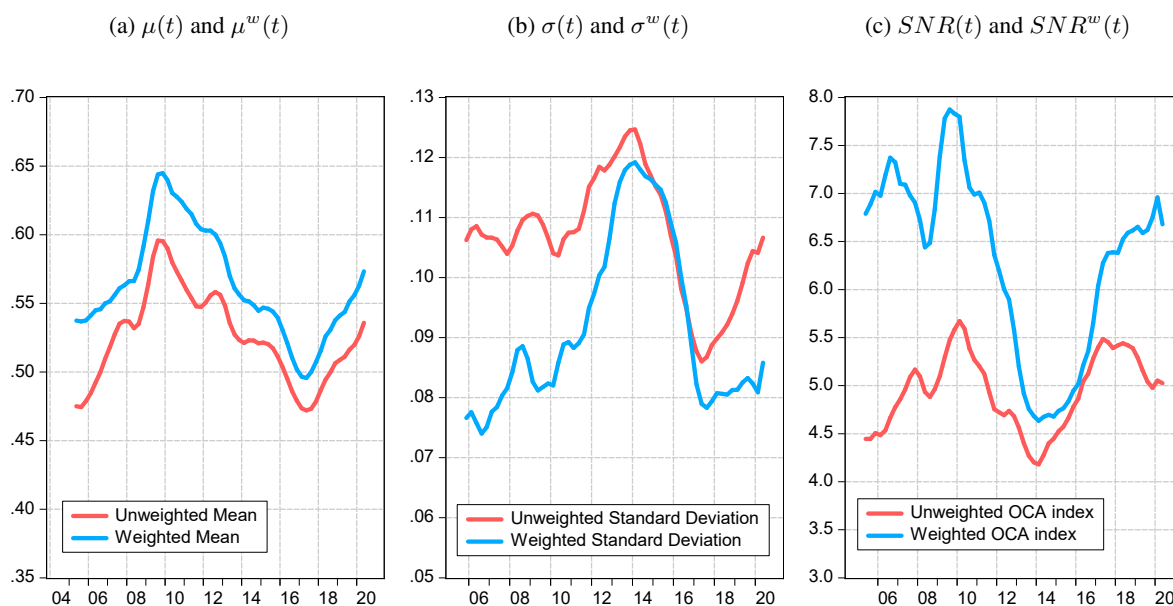 (a) μ(t) and μ^w(t)
(b) σ(t) and σ^w(t)
(c) SNR(t) and SNR^w(t)
.70
.65
.60
.55
.50
.45
.40
.35
Unweighted Mean
Weighted Mean
04 06 08 10 12 14 16 18 20
.13
.12
.11
.10
.09
.08
.07
.06
.05
Unweighted Standard Deviation
Weighted Standard Deviation
06 08 10 12 14 16 18 20
8.0
7.5
7.0
6.5
6.0
5.5
5.0
4.5
4.0
3.5
3.0
Unweighted OCA index
Weighted OCA index
06 08 10 12 14 16 18 20